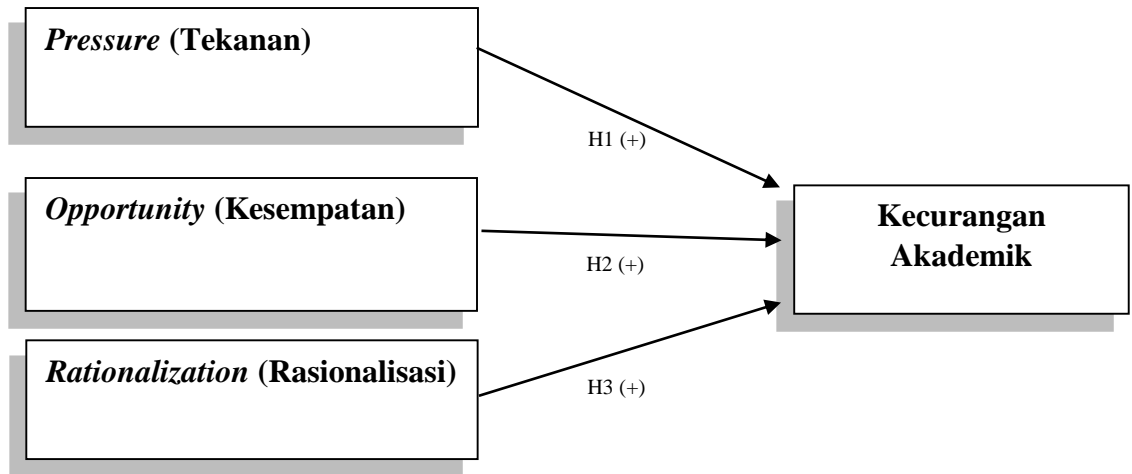 Pressure (Tekanan)
H1 (+)
Opportunity (Kesempatan)
Kecurangan
Akademik
H2 (+)
Rationalization (Rasionalisasi)
H3 (+)